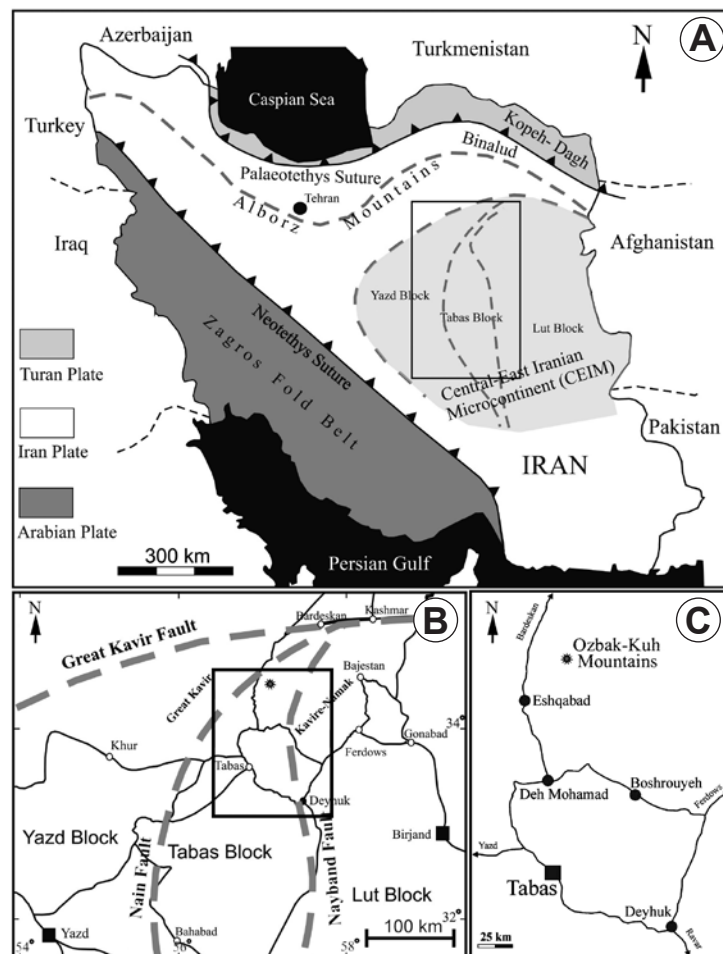 A
N
Azerbaijan
Turkmenistan
Caspian Sea
Kopeh- Dagh
Turkey
Binalud
Palaeotethys Suture
Tehran
Alborz Mountains
Iraq
Afghanistan
Yazd Block
Tabas Block
Lut Block
Neotethys Suture
Zagros Fold Belt
Central-East Iranian
Microcontinent (CEIM)
Turan Plate
Iran Plate
Arabian Plate
Pakistan
IRAN
300 km
Persian Gulf
B
N
Bardeskan
Kashmar
Great Kavir Fault
Great Kavir
Kavire-Namak
Bajestan
34°
Khur
Gonabad
Ferdows
Tabas
Deyhuk
Birjand
Yazd Block
Tabas Block
Lut Block
Nain Fault
Nayband Fault
100 km
32°
Yazd
Bahabad
54°
56°
58°
C
N
Bardeskan
Ozbak-Kuh
Mountains
Eshqabad
Deh Mohamad
Boshrouyeh
Ferdows
Yazd
Tabas
Deyhuk
Ravar
25 km